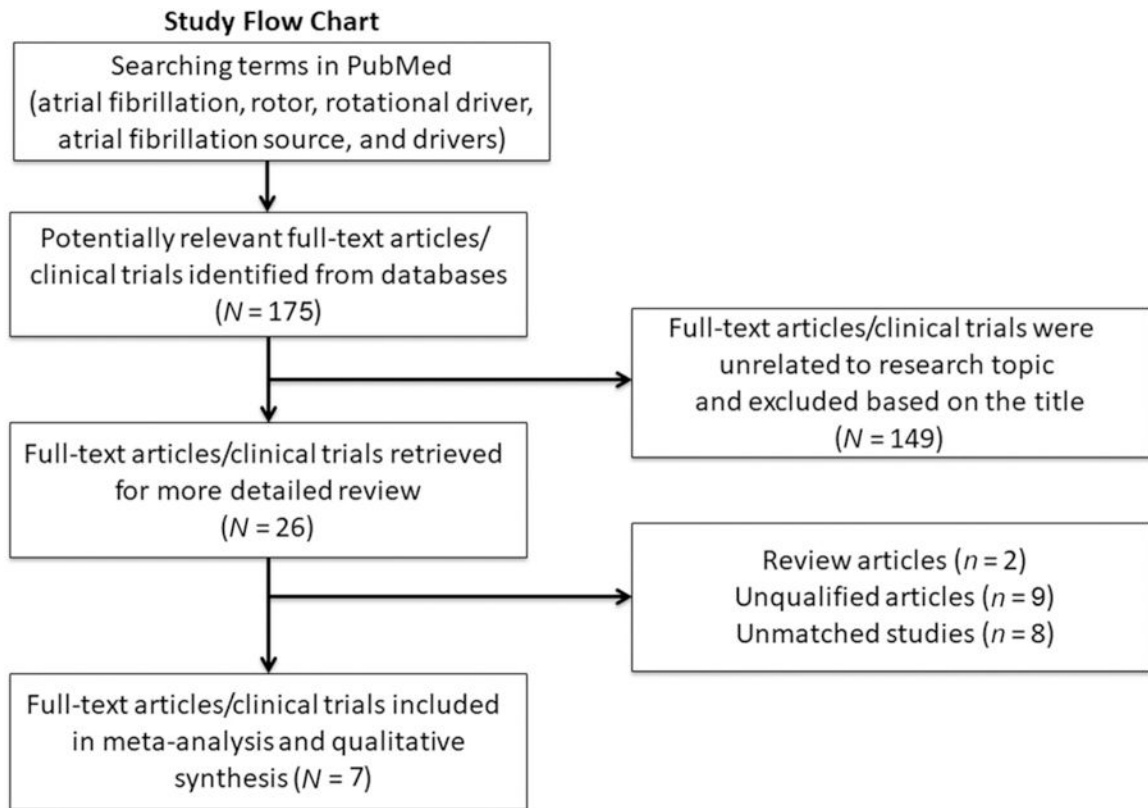 Study Flow Chart
Searching terms in PubMed
(atrial fibrillation, rotor, rotational driver,
atrial fibrillation source, and drivers)
Potentially relevant full-text articles/
clinical trials identified from databases
(N = 175)
Full-text articles/clinical trials were
unrelated to research topic
and excluded based on the title
(N = 149)
Full-text articles/clinical trials retrieved
for more detailed review
(N = 26)
Review articles (n = 2)
Unqualified articles (n = 9)
Unmatched studies (n = 8)
Full-text articles/clinical trials included
in meta-analysis and qualitative
synthesis (N = 7)